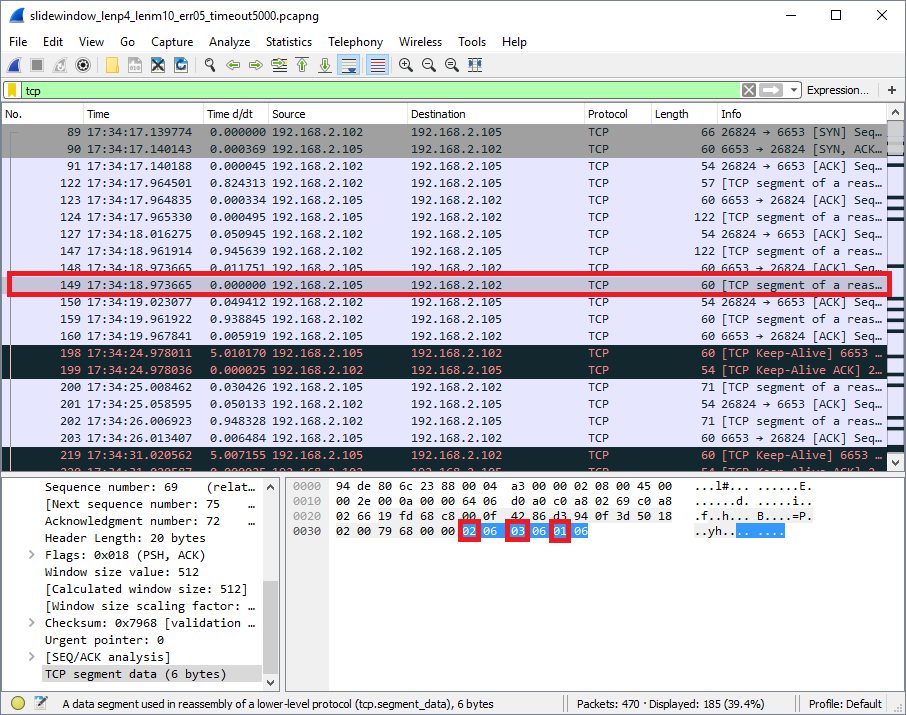 slidewindow_lenp4_lenm10_err05_timeout5000.pcapng
File Edit View Go Capture Analyze Statistics Telephony Wireless Tools Help
tcp Expression... +
No. Time Time d/dt Source Destination Protocol Length Info
89 17:34:17.139774 0.000000 192.168.2.102 192.168.2.105 TCP 66 26824 → 6653 [SYN] Seq…
90 17:34:17.140143 0.000369 192.168.2.105 192.168.2.102 TCP 60 6653 → 26824 [SYN, ACK…
91 17:34:17.140188 0.000045 192.168.2.102 192.168.2.105 TCP 54 26824 → 6653 [ACK] Seq…
122 17:34:17.964501 0.824313 192.168.2.102 192.168.2.105 TCP 57 [TCP segment of a reas…
123 17:34:17.964835 0.000334 192.168.2.105 192.168.2.102 TCP 60 6653 → 26824 [ACK] Seq…
124 17:34:17.965330 0.000495 192.168.2.105 192.168.2.102 TCP 122 [TCP segment of a reas…
127 17:34:18.016275 0.050945 192.168.2.102 192.168.2.105 TCP 54 26824 → 6653 [ACK] Seq…
147 17:34:18.961914 0.945639 192.168.2.102 192.168.2.105 TCP 122 [TCP segment of a reas…
148 17:34:18.973665 0.011751 192.168.2.105 192.168.2.102 TCP 60 6653 → 26824 [ACK] Seq…
149 17:34:18.973665 0.000000 192.168.2.105 192.168.2.102 TCP 60 [TCP segment of a reas…
150 17:34:19.023077 0.049412 192.168.2.102 192.168.2.105 TCP 54 26824 → 6653 [ACK] Seq…
159 17:34:19.961922 0.938845 192.168.2.102 192.168.2.105 TCP 60 [TCP segment of a reas…
160 17:34:19.967841 0.005919 192.168.2.105 192.168.2.102 TCP 60 6653 → 26824 [ACK] Seq…
198 17:34:24.978011 5.010170 192.168.2.105 192.168.2.102 TCP 60 [TCP Keep-Alive] 6653 …
199 17:34:24.978036 0.000025 192.168.2.102 192.168.2.105 TCP 54 [TCP Keep-Alive ACK] 2…
200 17:34:25.008462 0.030426 192.168.2.105 192.168.2.102 TCP 71 [TCP segment of a reas…
201 17:34:25.058595 0.050133 192.168.2.102 192.168.2.105 TCP 54 26824 → 6653 [ACK] Seq…
202 17:34:26.006923 0.948328 192.168.2.102 192.168.2.105 TCP 71 [TCP segment of a reas…
203 17:34:26.013407 0.006484 192.168.2.105 192.168.2.102 TCP 60 6653 → 26824 [ACK] Seq…
219 17:34:31.020562 5.007155 192.168.2.105 192.168.2.102 TCP 60 [TCP Keep-Alive] 6653 …
Sequence number: 69 (relat…
[Next sequence number: 75 …
Acknowledgment number: 72 …
Header Length: 20 bytes
Flags: 0x018 (PSH, ACK)
Window size value: 512
[Calculated window size: 512]
[Window size scaling factor: …
Checksum: 0x7968 [validation …
Urgent pointer: 0
[SEQ/ACK analysis]
TCP segment data (6 bytes)
0000 94 de 80 6c 23 88 00 04 a3 00 00 02 08 00 45 00 ...l#... ......E.
0010 00 2e 00 0a 00 00 64 06 d0 a0 c0 a8 02 69 c0 a8 ......d. .....i..
0020 02 66 19 fd 68 c8 00 0f 42 86 d3 94 0f 3d 50 18 .f..h... B....=P.
0030 02 00 79 68 00 00 02 06 03 06 01 06 ..yh.. .. ....
A data segment used in reassembly of a lower-level protocol (tcp.segment_data), 6 bytes Packets: 470 · Displayed: 185 (39.4%) Profile: Default